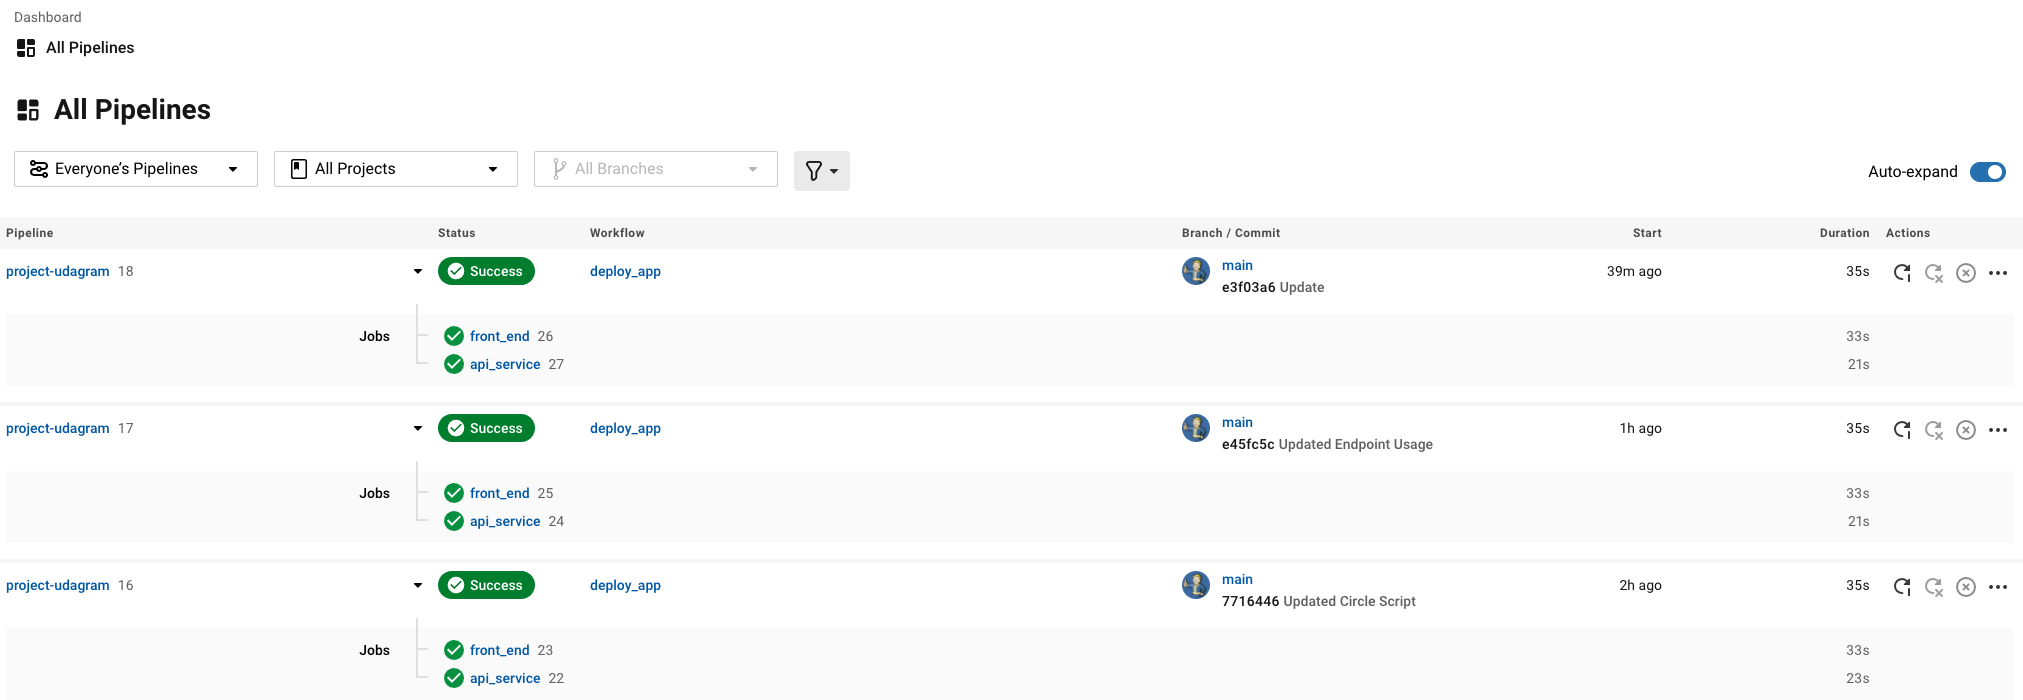 Dashboard
All Pipelines
All Pipelines
Everyone’s Pipelines
All Projects
All Branches
Auto-expand
Pipeline Status Workflow Branch / Commit Start Duration Actions
project-udagram 18 Success deploy_app main 39m ago 35s
e3f03a6 Update
Jobs front_end 26 33s
api_service 27 21s
project-udagram 17 Success deploy_app main 1h ago 35s
e45fc5c Updated Endpoint Usage
Jobs front_end 25 33s
api_service 24 21s
project-udagram 16 Success deploy_app main 2h ago 35s
7716446 Updated Circle Script
Jobs front_end 23 33s
api_service 22 23s